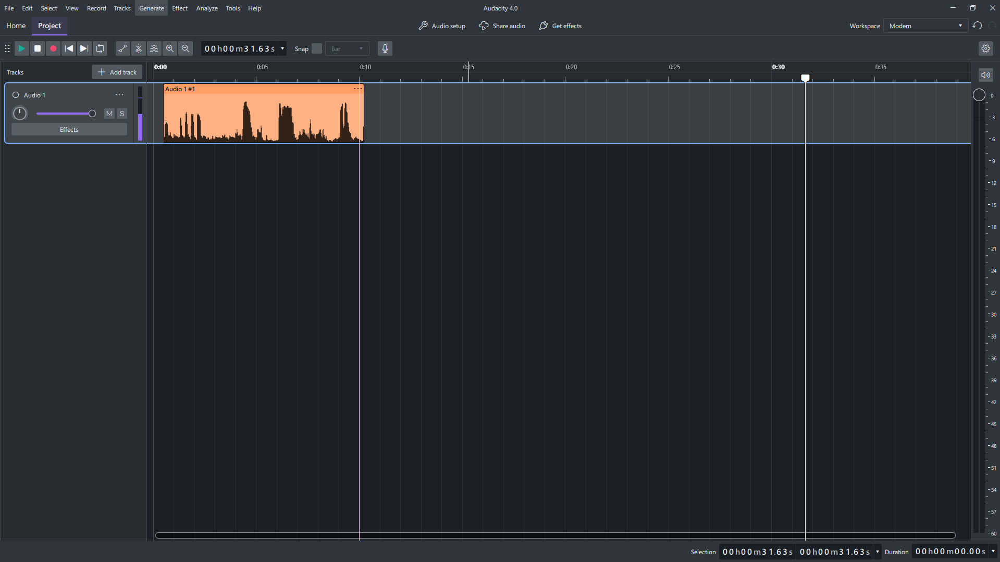 File Edit Select View Record Tracks Generate Effect Analyze Tools Help
Audacity 4.0
Home Project
Audio setup Share audio Get effects
Workspace Modern
00h00m31.63s
Snap Bar
Tracks
Add track
0:00 0:05 0:10 0:15 0:20 0:25 0:30 0:35
Audio 1
M S
Effects
Audio 1 #1
0
-3
-6
-9
-12
-15
-18
-21
-24
-27
-30
-33
-36
-39
-42
-45
-48
-51
-54
-57
-60
Selection 00h00m31.63s 00h00m31.63s Duration 00h00m00.00s